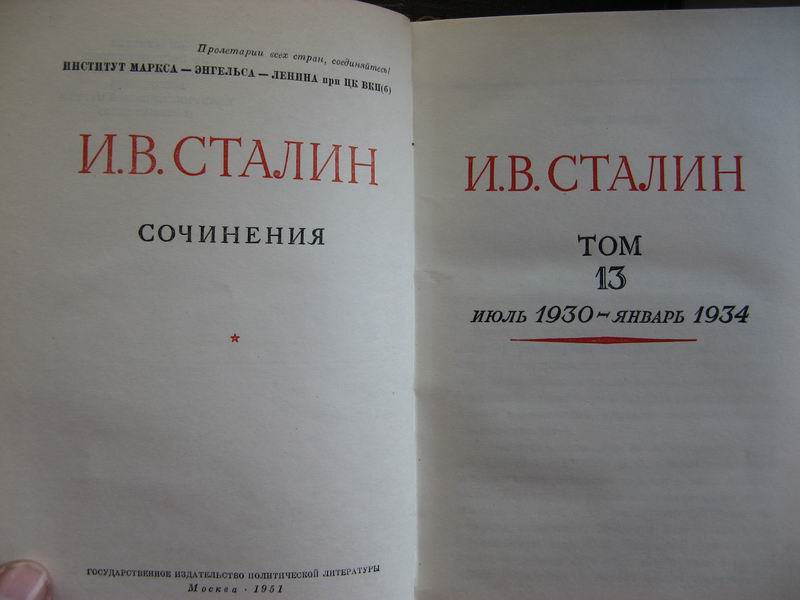 Пролетарии всех стран, соединяйтесь!
ИНСТИТУТ МАРКСА — ЭНГЕЛЬСА — ЛЕНИНА при ЦК ВКП(б)
И.В. СТАЛИН
СОЧИНЕНИЯ
ГОСУДАРСТВЕННОЕ ИЗДАТЕЛЬСТВО ПОЛИТИЧЕСКОЙ ЛИТЕРАТУРЫ
Москва · 1951
И.В. СТАЛИН
ТОМ
13
ИЮЛЬ 1930 - ЯНВАРЬ 1934